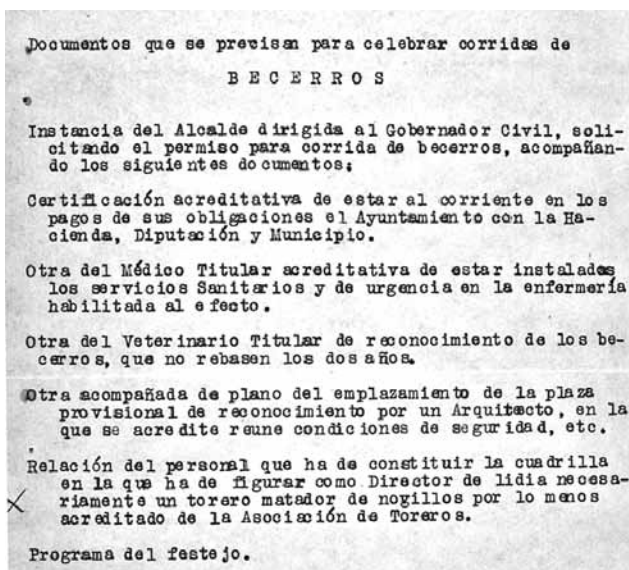 Documentos que se precisan para celebrar corridas de
BECERROS
Instancia del Alcalde dirigida al Gobernador Civil, soli-
citando el permiso para corrida de becerros, acompañan-
do los siguientes documentos;
Certificación acreditativa de estar al corriente en los
pagos de sus obligaciones el Ayuntamiento con la Ha-
cienda, Diputación y Municipio.
Otra del Médico Titular acreditativa de estar instalados
los servicios Sanitarios y de urgencia en la enfermería
habilitada al efecto.
Otra del Veterinario Titular de reconocimiento de los be-
cerros, que no rebasen los dos años.
Otra acompañada de plano del emplazamiento de la plaza
provisional de reconocimiento por un Arquitecto, en la
que se acredite reune condiciones de seguridad, etc.
Relación del personal que ha de constituir la cuadrilla
en la que ha de figurar como Director de lidia necesa-
riamente un torero matador de nogillos por lo menos
acreditado de la Asociación de Toreros.
Programa del festejo.